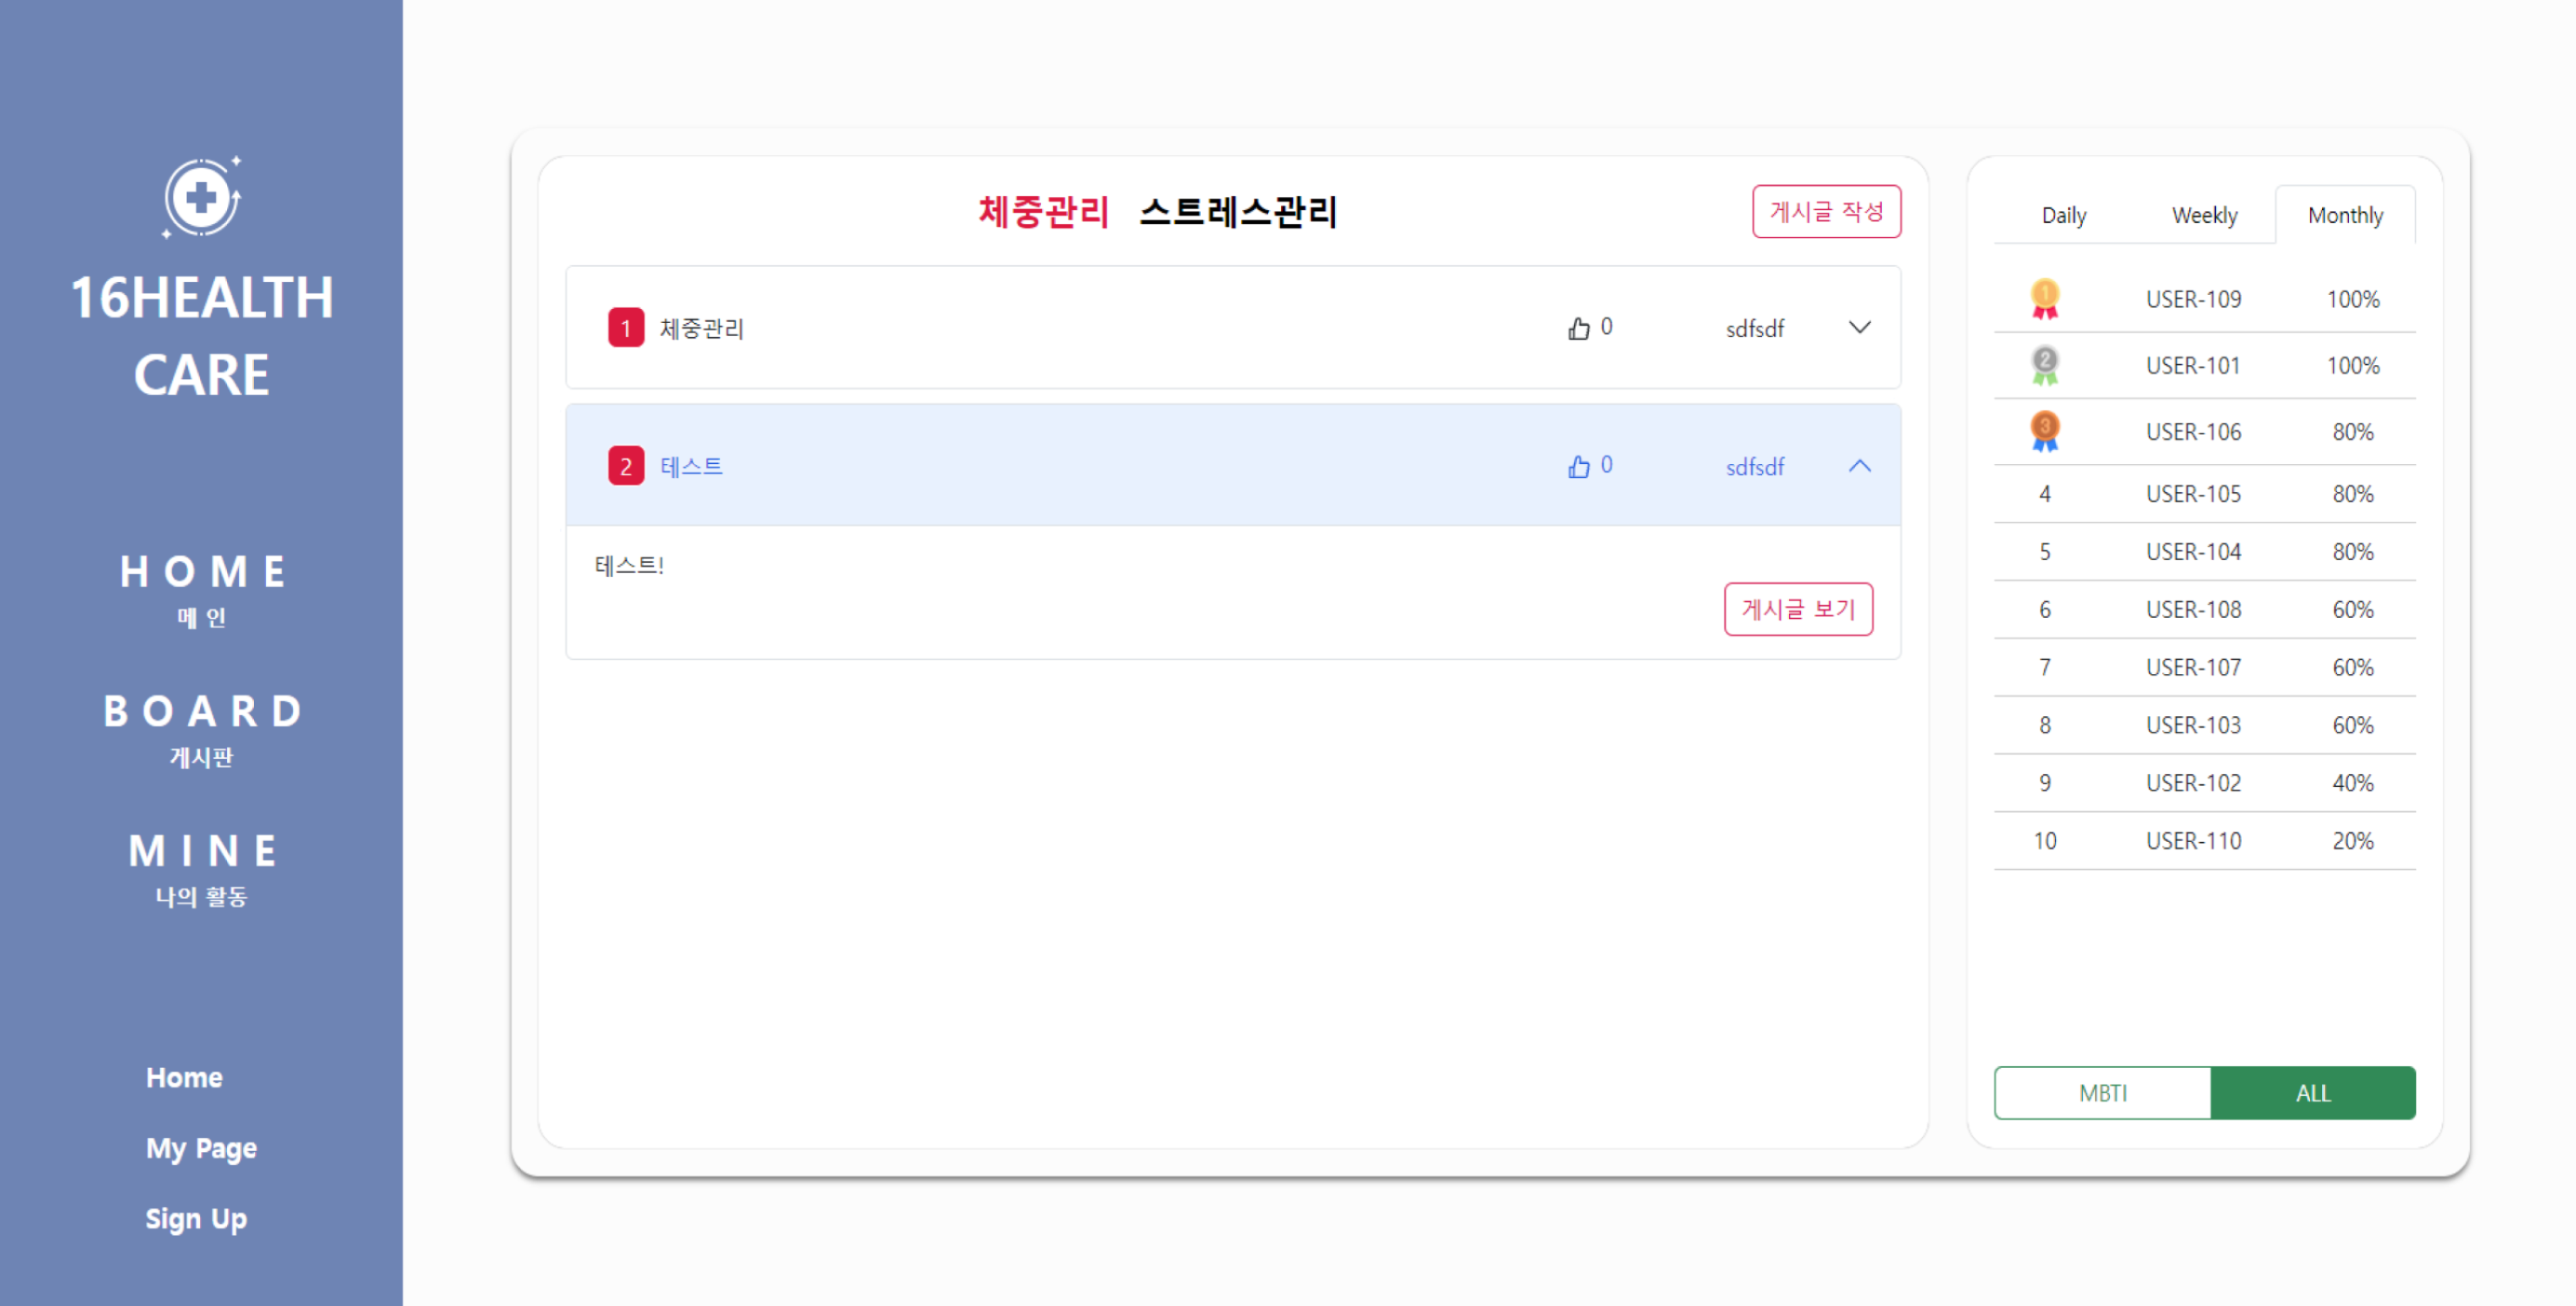 16HEALTH
CARE
HOME
메 인
BOARD
게시판
MINE
나의 활동
Home
My Page
Sign Up
체중관리 스트레스관리 게시글 작성
1 체중관리 0 sdfsdf
2 테스트 0 sdfsdf
테스트!
게시글 보기
Daily Weekly Monthly
1 USER-109 100%
2 USER-101 100%
3 USER-106 80%
4 USER-105 80%
5 USER-104 80%
6 USER-108 60%
7 USER-107 60%
8 USER-103 60%
9 USER-102 40%
10 USER-110 20%
MBTI ALL